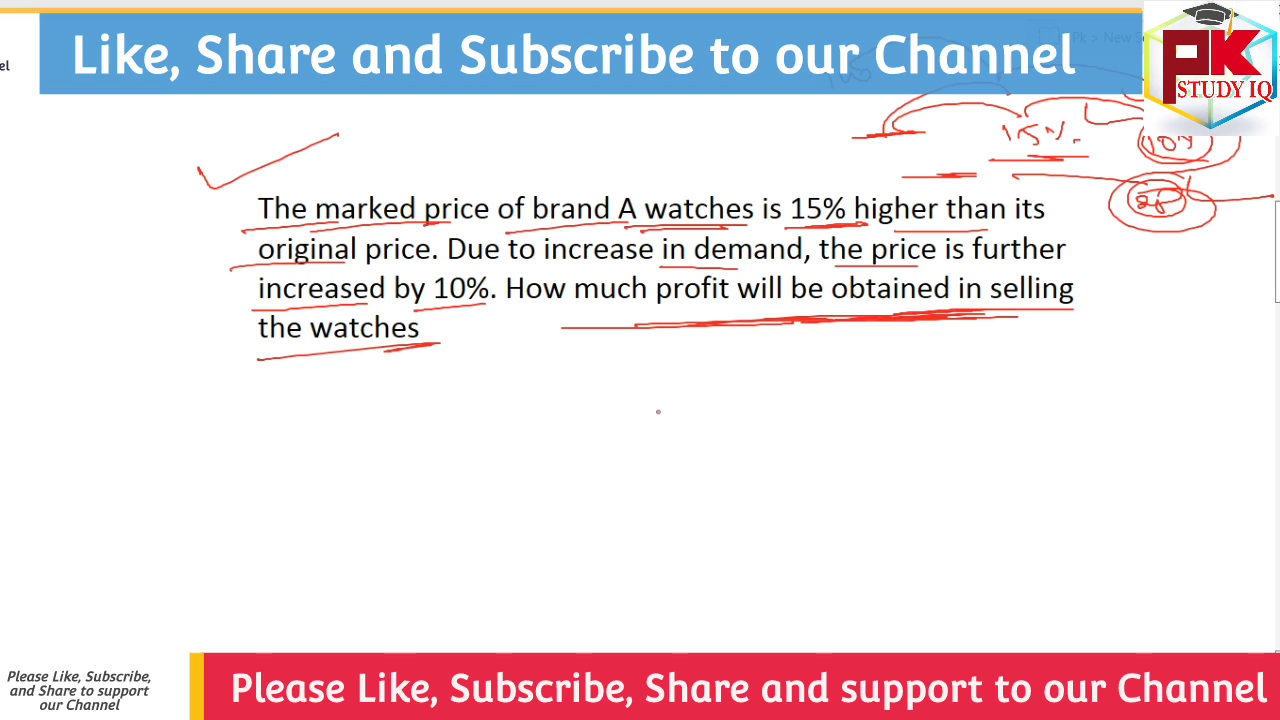 Like, Share and Subscribe to our Channel
PK
STUDY IQ
el
15%
10%
The marked price of brand A watches is 15% higher than its
original price. Due to increase in demand, the price is further
increased by 10%. How much profit will be obtained in selling
the watches
Please Like, Subscribe,
and Share to support
our Channel
Please Like, Subscribe, Share and support to our Channel